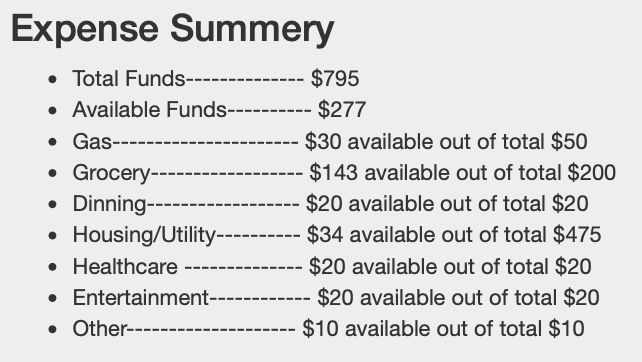 Expense Summery
• Total Funds-------------- $795
• Available Funds---------- $277
• Gas---------------------- $30 available out of total $50
• Grocery------------------ $143 available out of total $200
• Dinning------------------ $20 available out of total $20
• Housing/Utility---------- $34 available out of total $475
• Healthcare -------------- $20 available out of total $20
• Entertainment------------ $20 available out of total $20
• Other-------------------- $10 available out of total $10